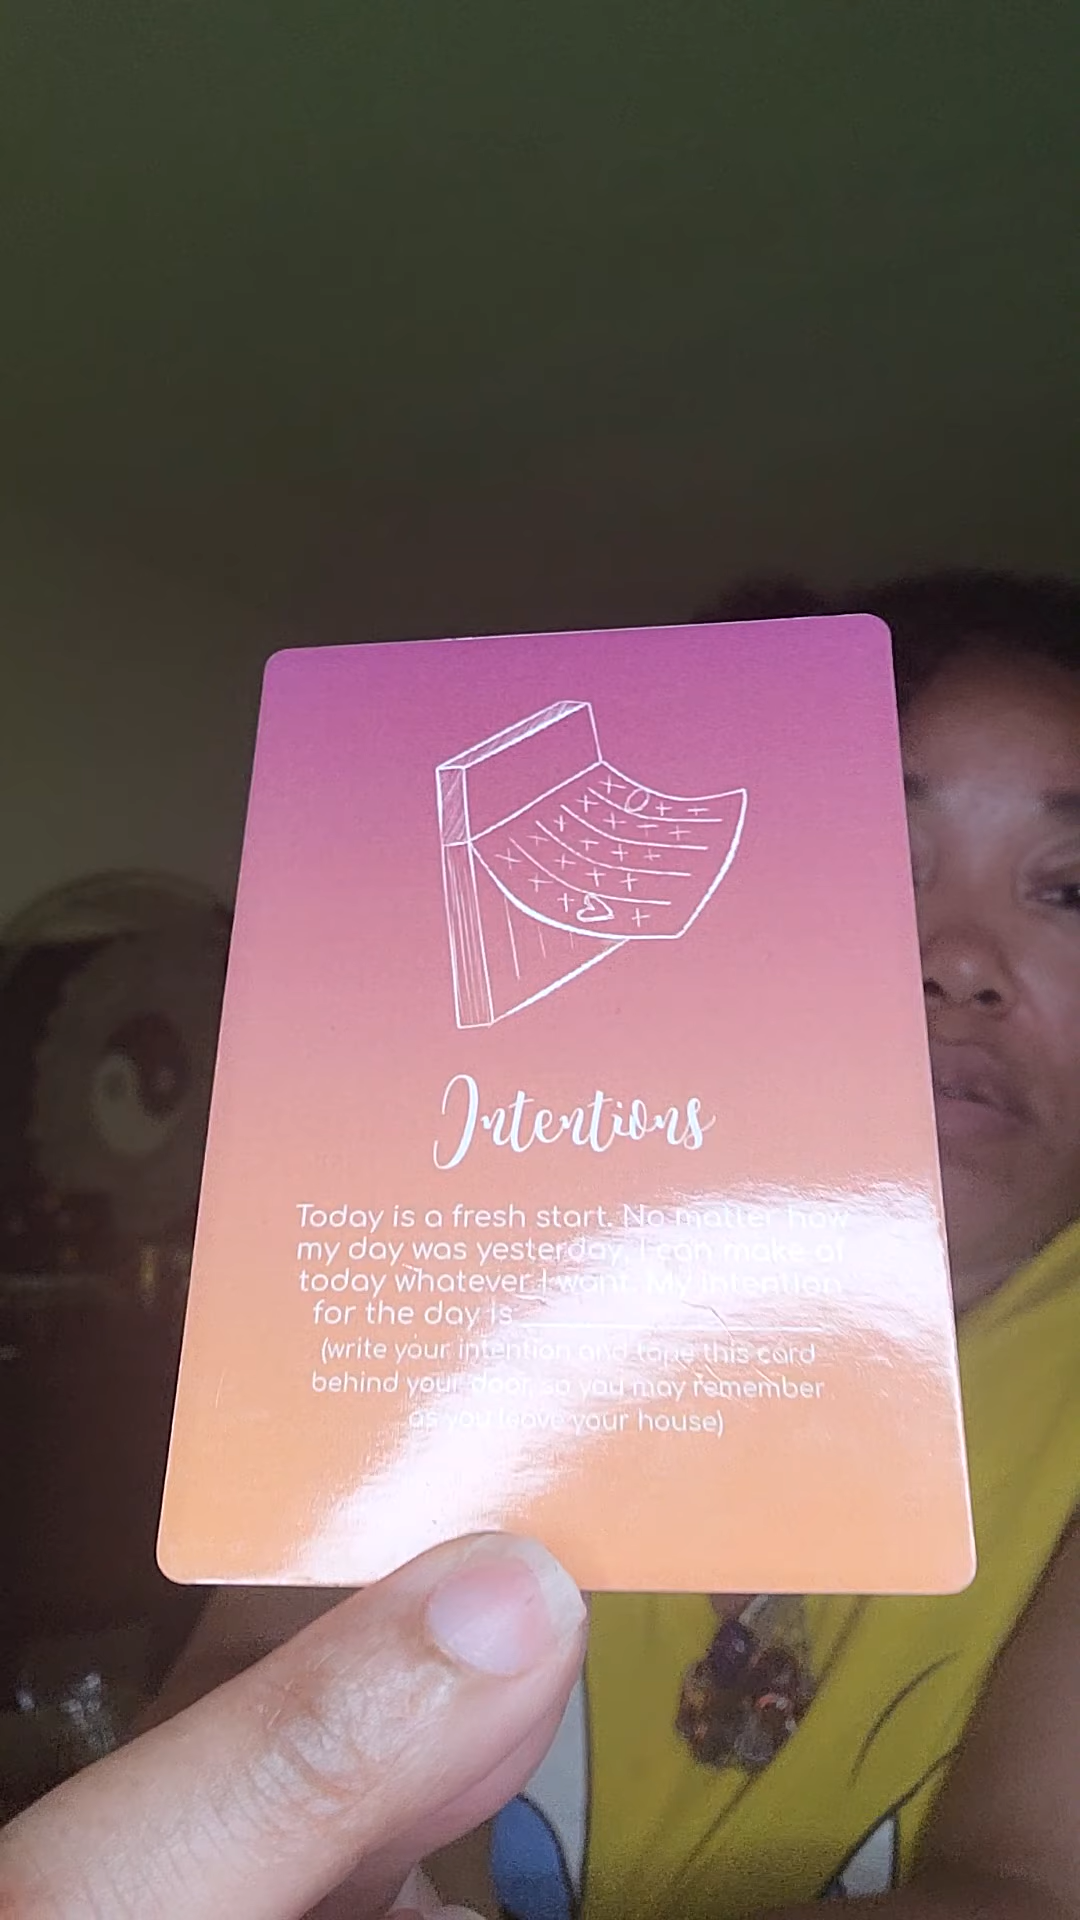 Intentions
Today is a fresh start. No matter how
my day was yesterday, I can make of
today whatever I want. My intention
for the day is ____________
(write your intention and tape this card
behind your door, so you may remember
as you leave your house)